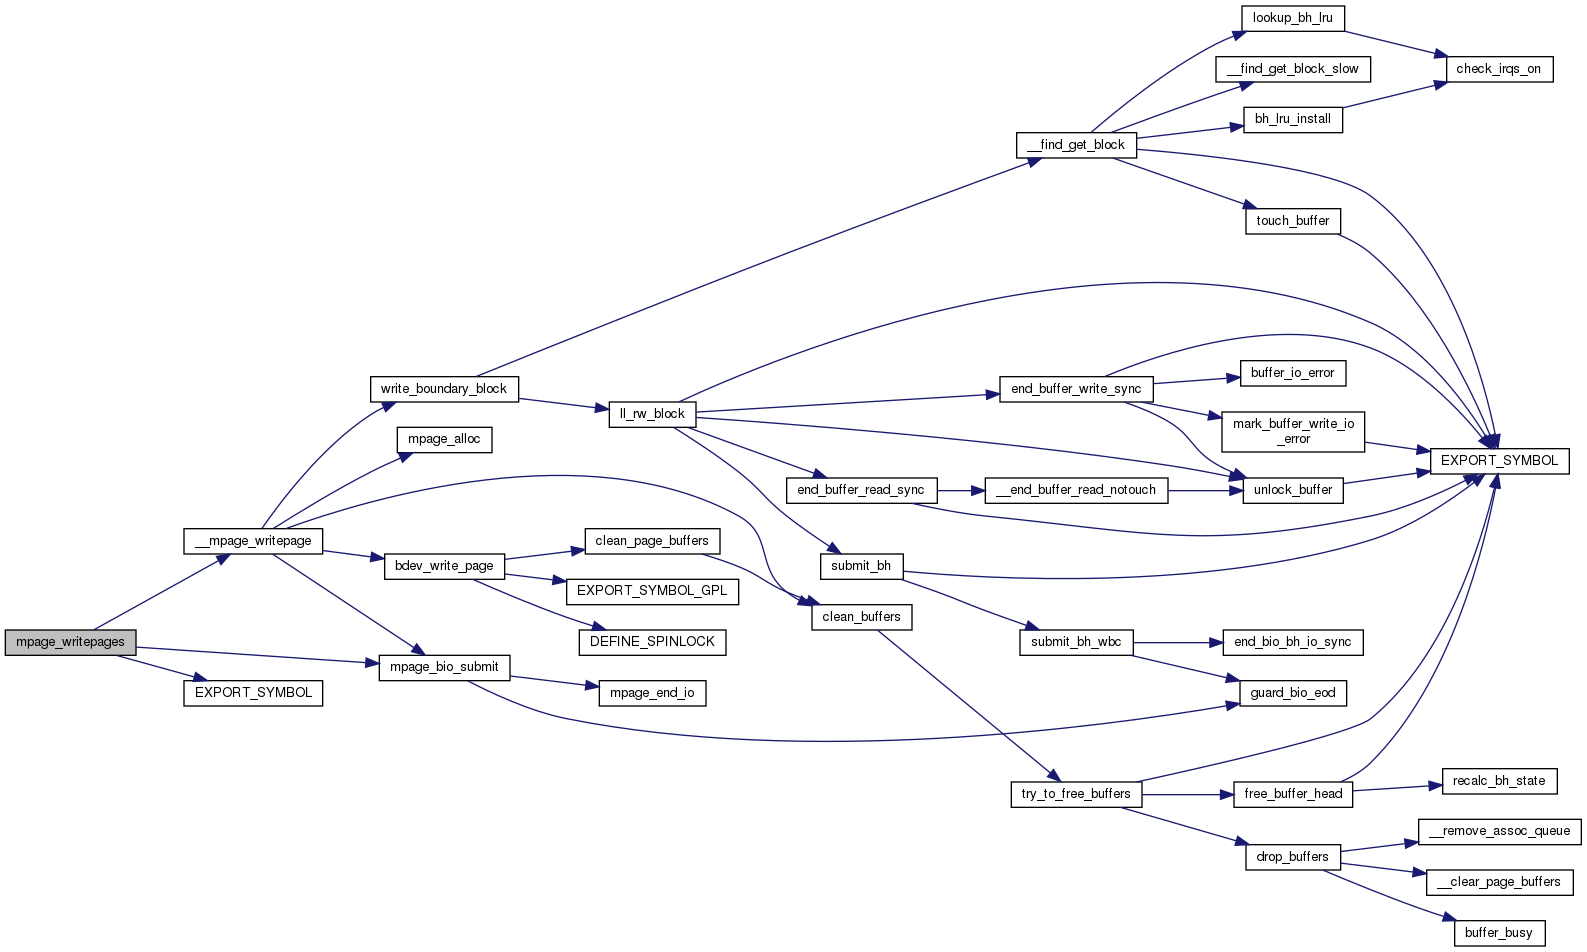 lookup_bh_lru
__find_get_block_slow
check_irqs_on
bh_lru_install
__find_get_block
touch_buffer
write_boundary_block
ll_rw_block
end_buffer_write_sync
buffer_io_error
mark_buffer_write_io
_error
mpage_alloc
EXPORT_SYMBOL
end_buffer_read_sync
__end_buffer_read_notouch
unlock_buffer
__mpage_writepage
clean_page_buffers
bdev_write_page
submit_bh
EXPORT_SYMBOL_GPL
clean_buffers
mpage_writepages
DEFINE_SPINLOCK
submit_bh_wbc
end_bio_bh_io_sync
mpage_bio_submit
EXPORT_SYMBOL
mpage_end_io
guard_bio_eod
try_to_free_buffers
free_buffer_head
recalc_bh_state
__remove_assoc_queue
drop_buffers
__clear_page_buffers
buffer_busy